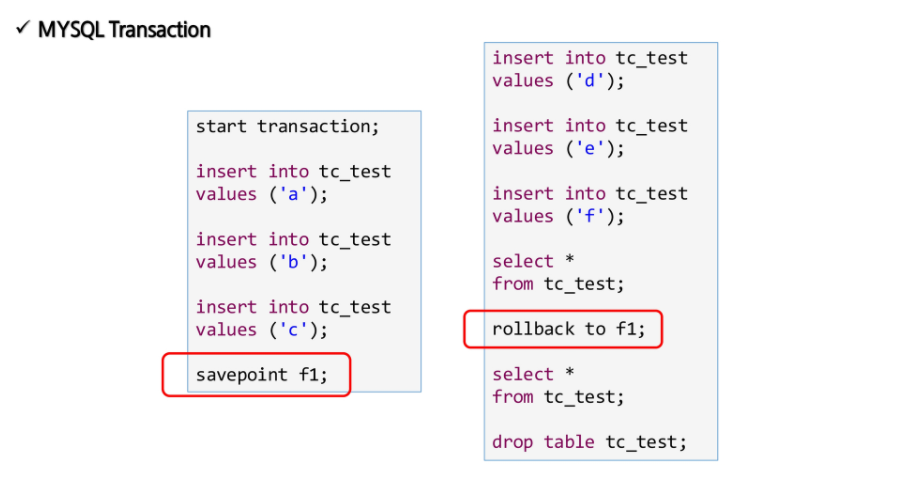 ✓ MYSQL Transaction
start transaction;
insert into tc_test
values ('a');
insert into tc_test
values ('b');
insert into tc_test
values ('c');
savepoint f1;
insert into tc_test
values ('d');
insert into tc_test
values ('e');
insert into tc_test
values ('f');
select *
from tc_test;
rollback to f1;
select *
from tc_test;
drop table tc_test;